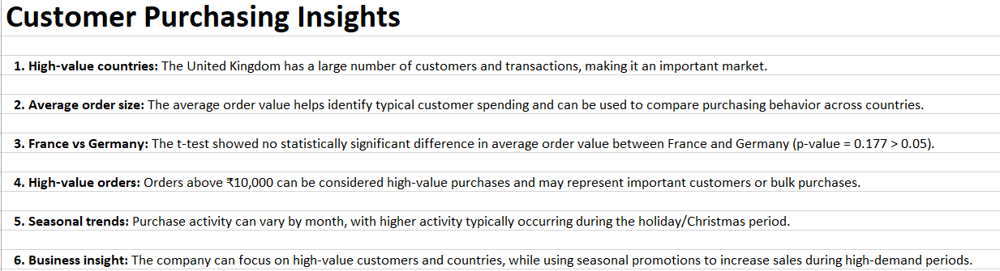 Customer Purchasing Insights
1. High-value countries: The United Kingdom has a large number of customers and transactions, making it an important market.
2. Average order size: The average order value helps identify typical customer spending and can be used to compare purchasing behavior across countries.
3. France vs Germany: The t-test showed no statistically significant difference in average order value between France and Germany (p-value = 0.177 > 0.05).
4. High-value orders: Orders above ₹10,000 can be considered high-value purchases and may represent important customers or bulk purchases.
5. Seasonal trends: Purchase activity can vary by month, with higher activity typically occurring during the holiday/Christmas period.
6. Business insight: The company can focus on high-value customers and countries, while using seasonal promotions to increase sales during high-demand periods.